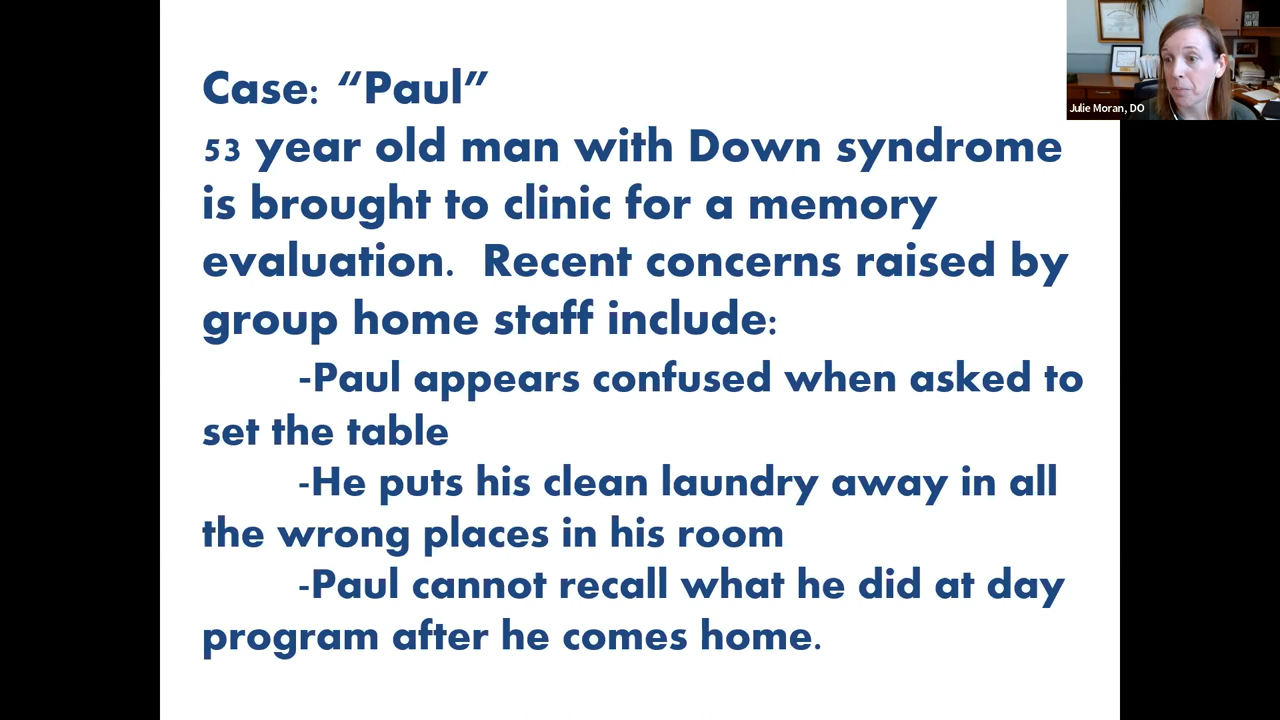 Case: “Paul”
53 year old man with Down syndrome
is brought to clinic for a memory
evaluation.  Recent concerns raised by
group home staff include:
-Paul appears confused when asked to
set the table
-He puts his clean laundry away in all
the wrong places in his room
-Paul cannot recall what he did at day
program after he comes home.
Julie Moran, DO